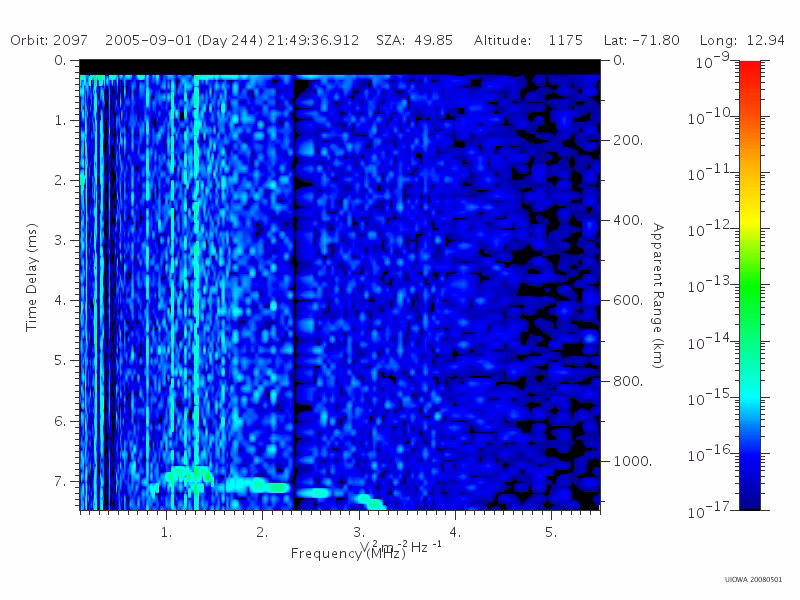 Orbit: 2097 2005-09-01 (Day 244) 21:49:36.912 SZA: 49.85 Altitude: 1175 Lat: -71.80 Long: 12.94
0. 0. 10⁻⁹
1. 10⁻¹⁰
200.
2. 10⁻¹¹
3. 400. 10⁻¹²
Time Delay (ms) Apparent Range (km)
4. 600. 10⁻¹³
10⁻¹⁴
5. 800. 10⁻¹⁵
6. 10⁻¹⁶
7. 1000.
10⁻¹⁷
1. 2. 3. 4. 5.
V² m⁻² Hz⁻¹
Frequency (MHz)
UIOWA 20080501